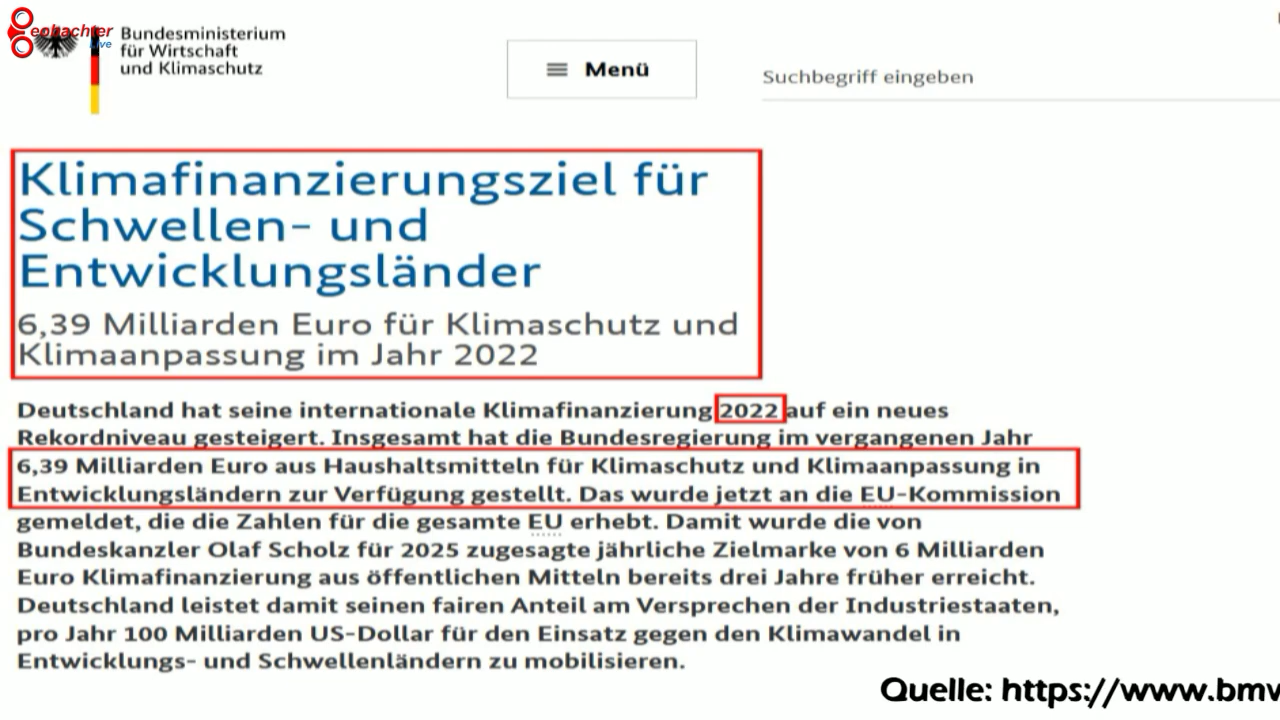 Beobachter
Live
Bundesministerium
für Wirtschaft
und Klimaschutz
Menü
Suchbegriff eingeben
Klimafinanzierungsziel für
Schwellen- und
Entwicklungsländer
6,39 Milliarden Euro für Klimaschutz und
Klimaanpassung im Jahr 2022
Deutschland hat seine internationale Klimafinanzierung 2022 auf ein neues
Rekordniveau gesteigert. Insgesamt hat die Bundesregierung im vergangenen Jahr
6,39 Milliarden Euro aus Haushaltsmitteln für Klimaschutz und Klimaanpassung in
Entwicklungsländern zur Verfügung gestellt. Das wurde jetzt an die EU-Kommission
gemeldet, die die Zahlen für die gesamte EU erhebt. Damit wurde die von
Bundeskanzler Olaf Scholz für 2025 zugesagte jährliche Zielmarke von 6 Milliarden
Euro Klimafinanzierung aus öffentlichen Mitteln bereits drei Jahre früher erreicht.
Deutschland leistet damit seinen fairen Anteil am Versprechen der Industriestaaten,
pro Jahr 100 Milliarden US-Dollar für den Einsatz gegen den Klimawandel in
Entwicklungs- und Schwellenländern zu mobilisieren.
Quelle: https://www.bmw